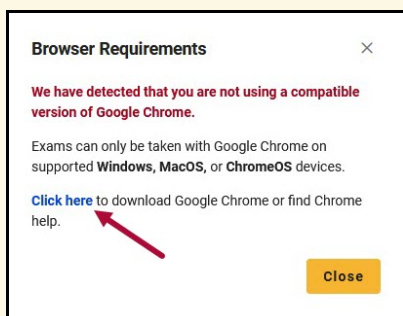 Browser Requirements
We have detected that you are not using a compatible
version of Google Chrome.
Exams can only be taken with Google Chrome on
supported Windows, MacOS, or ChromeOS devices.
Click here to download Google Chrome or find Chrome
help.
Close